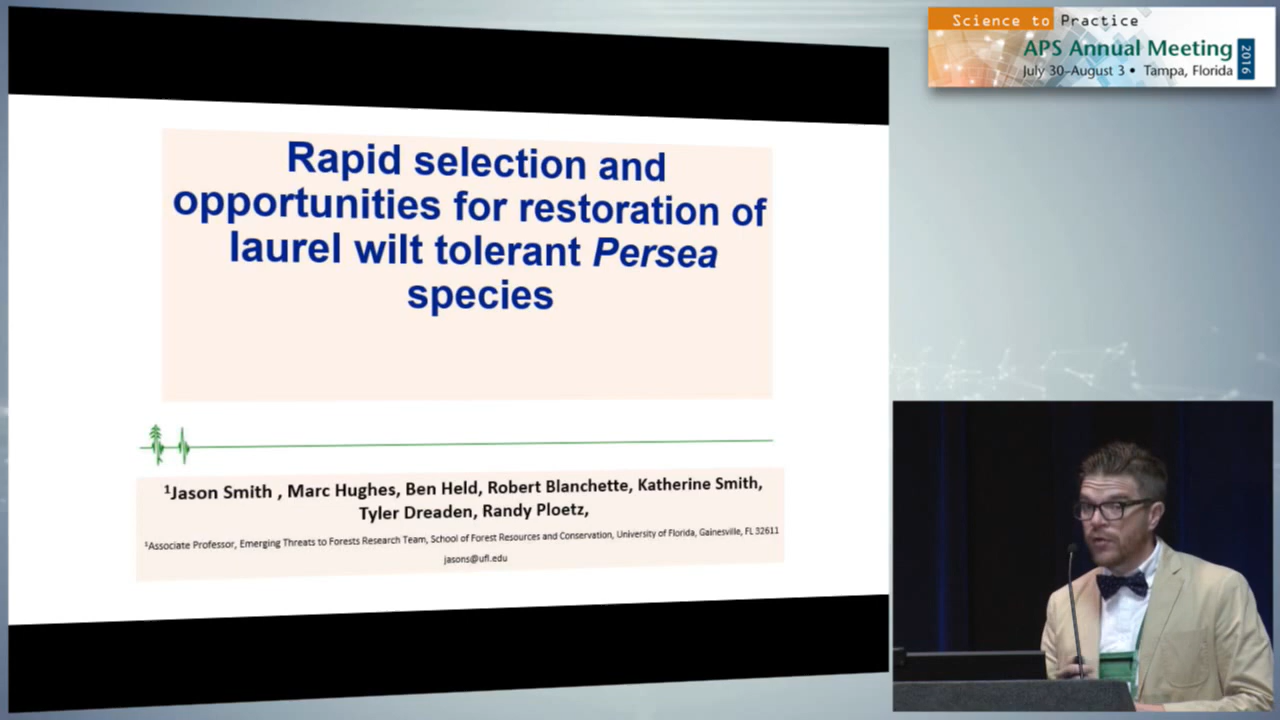 Science to Practice
APS Annual Meeting
2016
July 30–August 3 • Tampa, Florida
Rapid selection and
opportunities for restoration of
laurel wilt tolerant Persea
species
¹Jason Smith , Marc Hughes, Ben Held, Robert Blanchette, Katherine Smith,
Tyler Dreaden, Randy Ploetz,
¹Associate Professor, Emerging Threats to Forests Research Team, School of Forest Resources and Conservation, University of Florida, Gainesville, FL 32611
jasons@ufl.edu